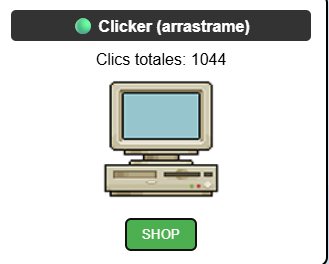 Clicker (arrastrame)
Clics totales: 1044
SHOP